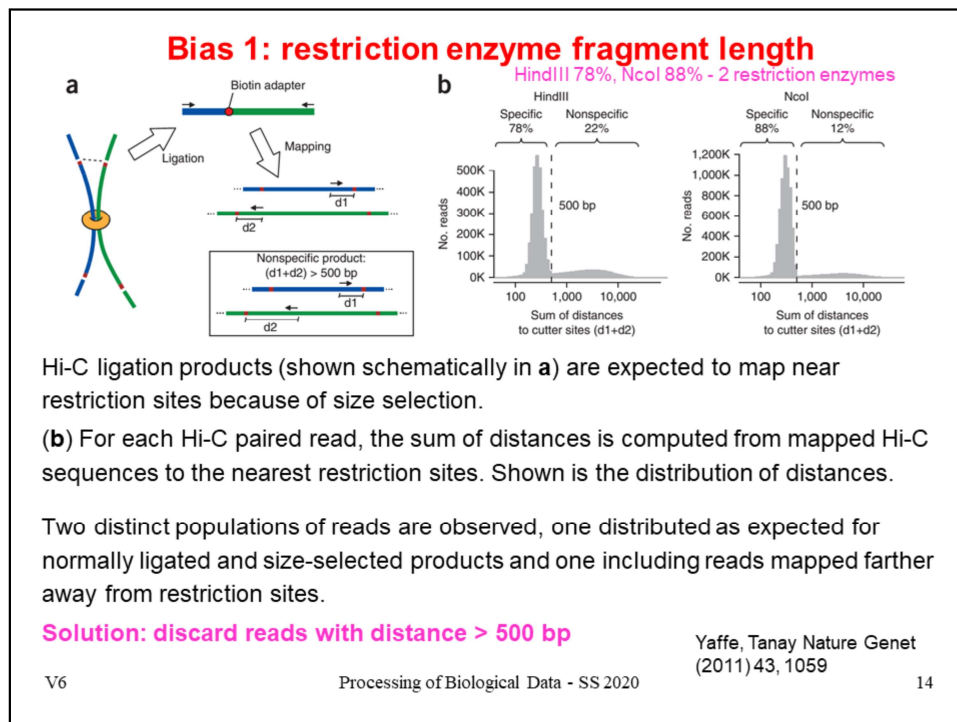 Bias 1: restriction enzyme fragment length
HindIII 78%, NcoI 88% - 2 restriction enzymes
a
Biotin adapter
Ligation
Mapping
d1
d2
Nonspecific product:
(d1+d2) > 500 bp
d1
d2
b
HindIII
Specific
78%
Nonspecific
22%
500K
400K
300K
200K
100K
0K
No. reads
500 bp
100
1,000
10,000
Sum of distances
to cutter sites (d1+d2)
NcoI
Specific
88%
Nonspecific
12%
1,200K
1,000K
800K
600K
400K
200K
0K
No. reads
500 bp
100
1,000
10,000
Sum of distances
to cutter sites (d1+d2)
Hi-C ligation products (shown schematically in a) are expected to map near
restriction sites because of size selection.
(b) For each Hi-C paired read, the sum of distances is computed from mapped Hi-C
sequences to the nearest restriction sites. Shown is the distribution of distances.
Two distinct populations of reads are observed, one distributed as expected for
normally ligated and size-selected products and one including reads mapped farther
away from restriction sites.
Solution: discard reads with distance > 500 bp
Yaffe, Tanay Nature Genet
(2011) 43, 1059
V6
Processing of Biological Data - SS 2020
14